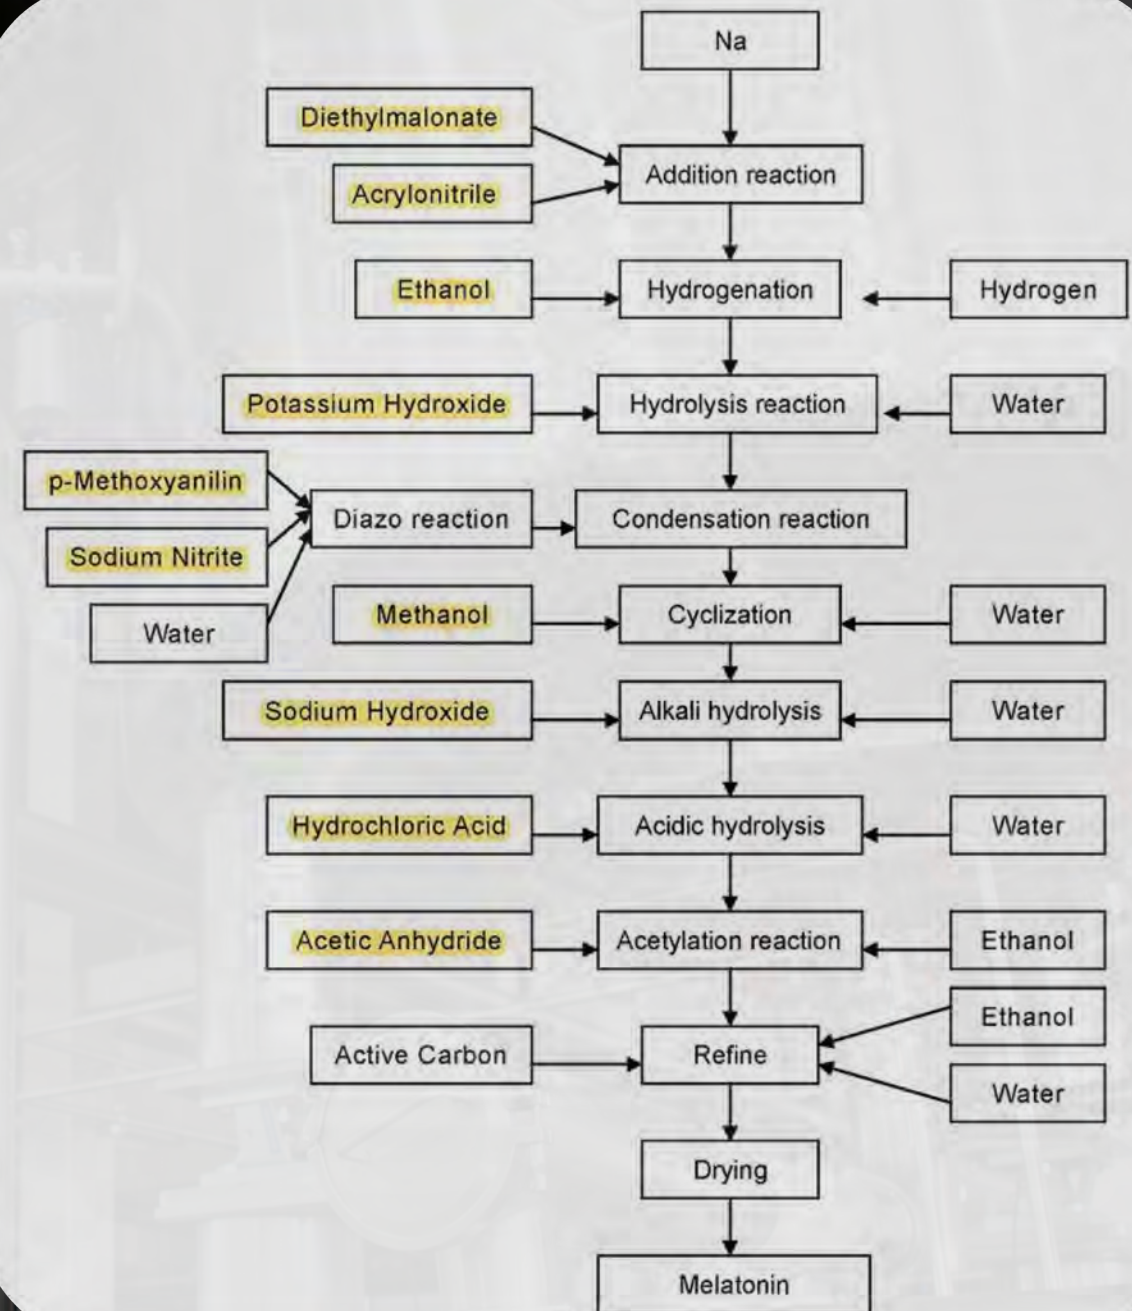 Na
Diethylmalonate
Addition reaction
Acrylonitrile
Ethanol
Hydrogenation
Hydrogen
Potassium Hydroxide
Hydrolysis reaction
Water
p-Methoxyanilin
Diazo reaction
Condensation reaction
Sodium Nitrite
Water
Methanol
Cyclization
Water
Sodium Hydroxide
Alkali hydrolysis
Water
Hydrochloric Acid
Acidic hydrolysis
Water
Acetic Anhydride
Acetylation reaction
Ethanol
Ethanol
Active Carbon
Refine
Water
Drying
Melatonin